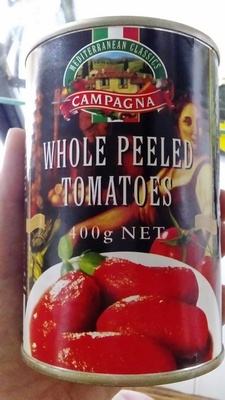 MEDITERRANEAN CLASSICS
CAMPAGNA
WHOLE PEELED
TOMATOES
400g NET